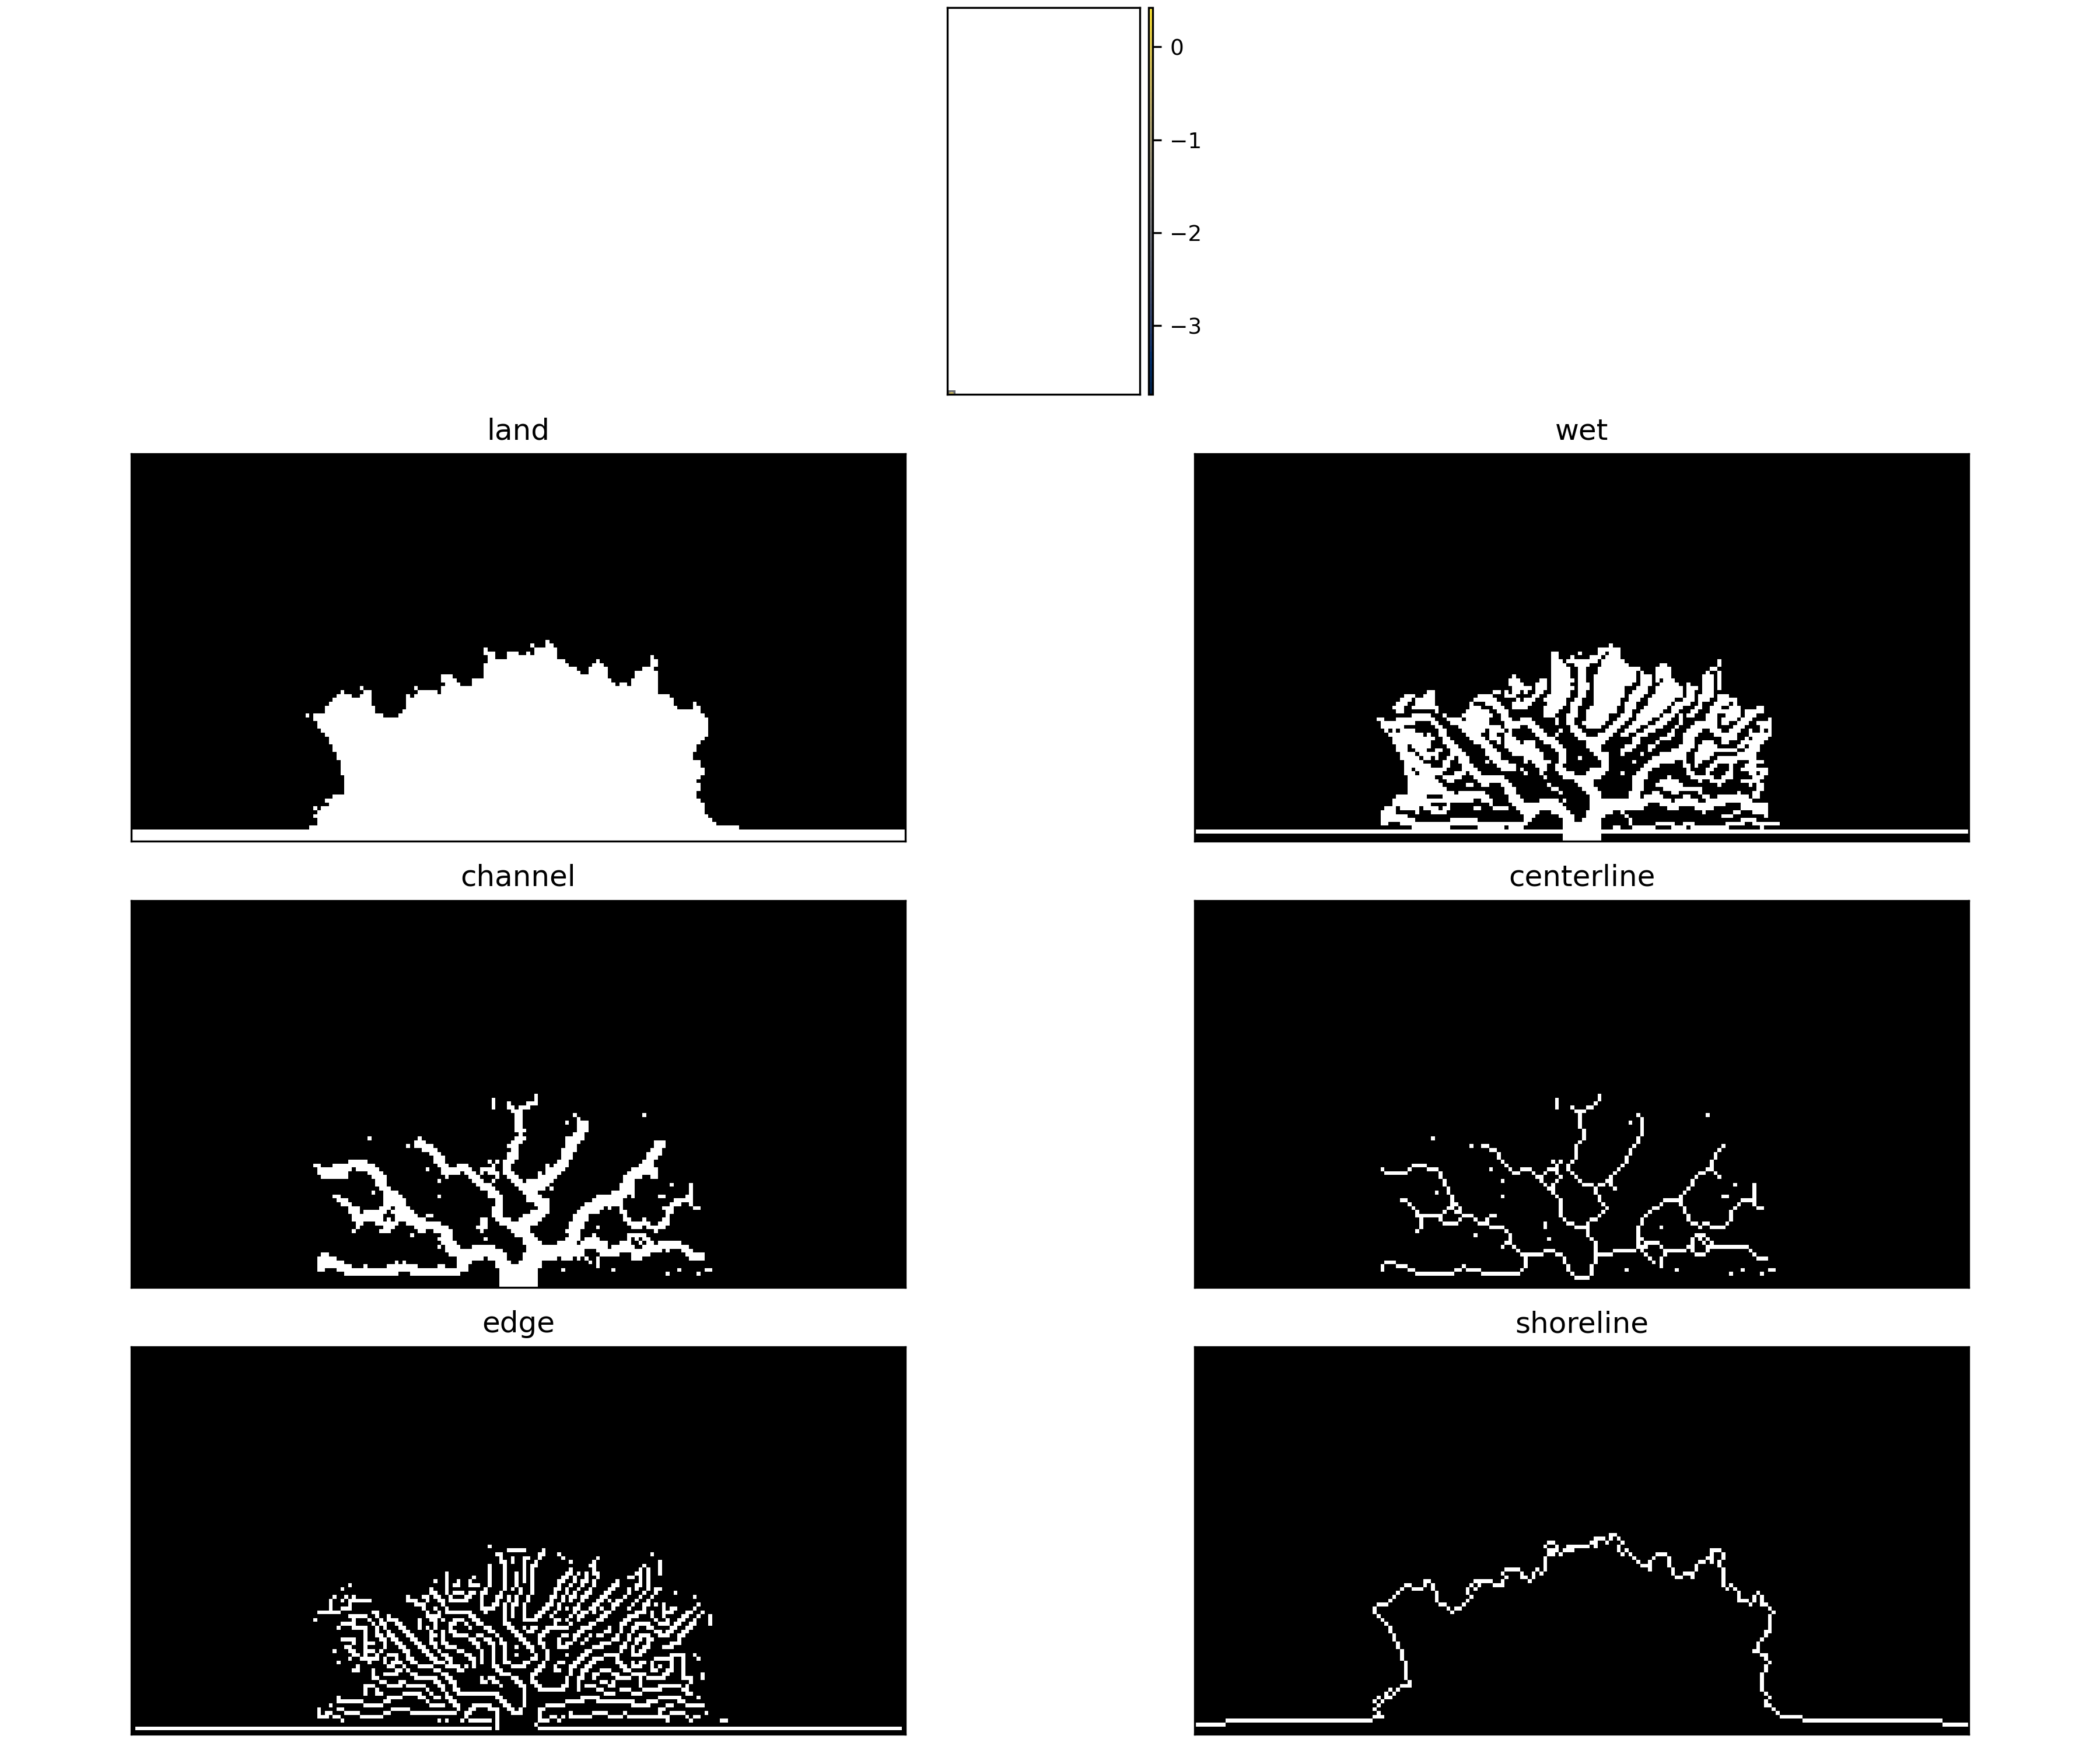 0
−1
−2
−3
land
wet
channel
centerline
edge
shoreline